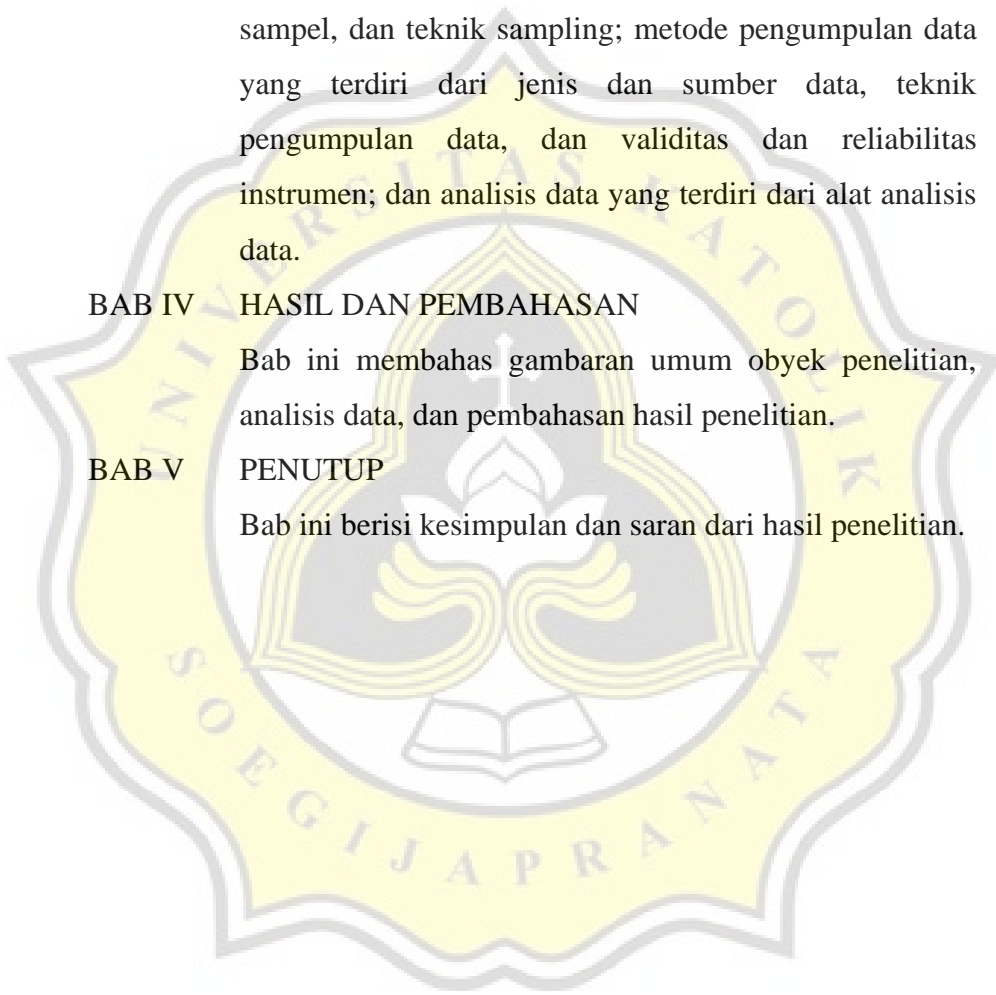 sampel, dan teknik sampling; metode pengumpulan data
yang terdiri dari jenis dan sumber data, teknik
pengumpulan data, dan validitas dan reliabilitas
instrumen; dan analisis data yang terdiri dari alat analisis
data.
BAB IV HASIL DAN PEMBAHASAN
Bab ini membahas gambaran umum obyek penelitian,
analisis data, dan pembahasan hasil penelitian.
BAB V PENUTUP
Bab ini berisi kesimpulan dan saran dari hasil penelitian.
UNIVERSITAS KATOLIK
SOEGIJAPRANATA